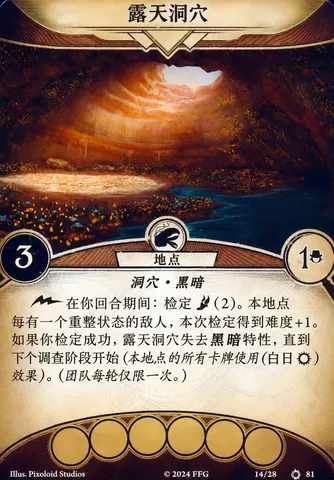 露天洞穴
3
地点
1
洞穴·黑暗
在你回合期间：检定(2)。本地点
每有一个重整状态的敌人，本次检定得到难度+1。
如果你检定成功，露天洞穴失去黑暗特性，直到
下个调查阶段开始(本地点的所有卡牌使用(白日)
效果)。(团队每轮仅限一次。)
Illus. Pixoloid Studios
© 2024 FFG
14/28
81